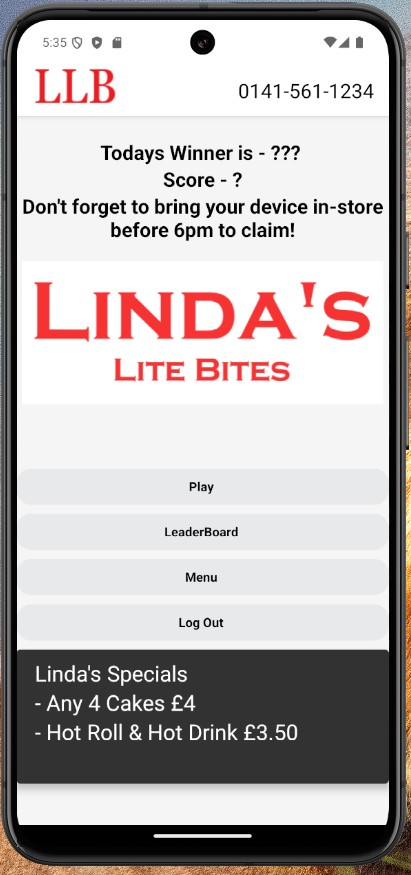 5:35
LLB
0141-561-1234
Todays Winner is - ???
Score - ?
Don't forget to bring your device in-store
before 6pm to claim!
LINDA'S
LITE BITES
Play
LeaderBoard
Menu
Log Out
Linda's Specials
- Any 4 Cakes £4
- Hot Roll & Hot Drink £3.50